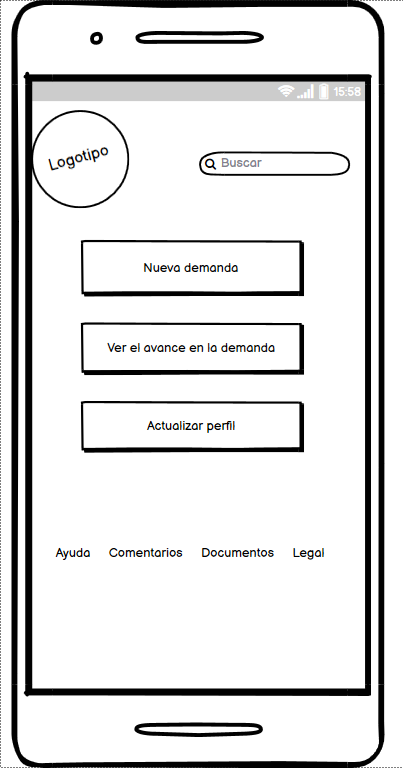 15:58
Logotipo
Buscar
Nueva demanda
Ver el avance en la demanda
Actualizar perfil
Ayuda Comentarios Documentos Legal